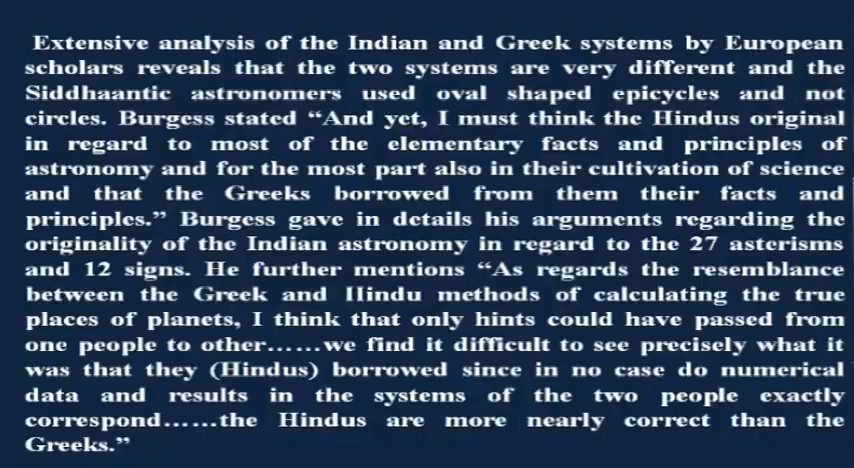 Extensive analysis of the Indian and Greek systems by European
scholars reveals that the two systems are very different and the
Siddhaantic astronomers used oval shaped epicycles and not
circles. Burgess stated “And yet, I must think the Hindus original
in regard to most of the elementary facts and principles of
astronomy and for the most part also in their cultivation of science
and that the Greeks borrowed from them their facts and
principles.” Burgess gave in details his arguments regarding the
originality of the Indian astronomy in regard to the 27 asterisms
and 12 signs. He further mentions “As regards the resemblance
between the Greek and Hindu methods of calculating the true
places of planets, I think that only hints could have passed from
one people to other……we find it difficult to see precisely what it
was that they (Hindus) borrowed since in no case do numerical
data and results in the systems of the two people exactly
correspond……the Hindus are more nearly correct than the
Greeks.”